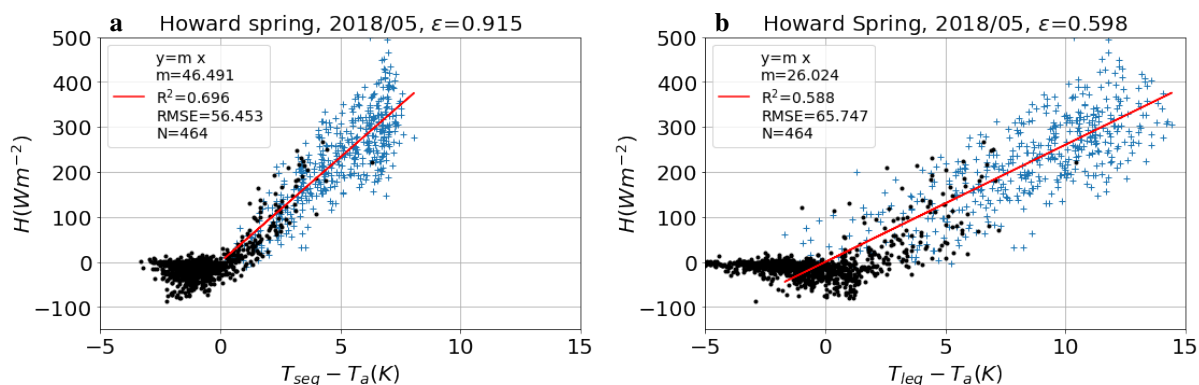 a Howard spring, 2018/05, ε=0.915
500
400
300
200
100
0
−100
H(Wm⁻²)
y=m x
m=46.491
R²=0.696
RMSE=56.453
N=464
−5 0 5 10 15
T_seg − T_a(K)
b Howard Spring, 2018/05, ε=0.598
500
400
300
200
100
0
−100
H(Wm⁻²)
y=m x
m=26.024
R²=0.588
RMSE=65.747
N=464
−5 0 5 10 15
T_leg − T_a(K)